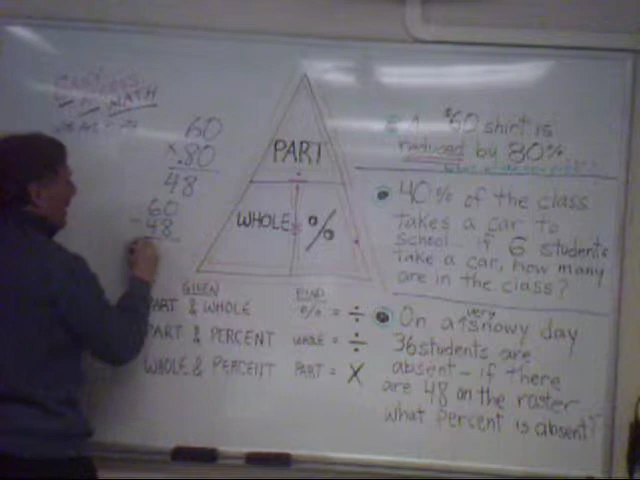 MATH
60
× .80
48
60
- 48
PART
WHOLE %
GIVEN FIND
PART & WHOLE % = ÷
PART & PERCENT WHOLE = ÷
WHOLE & PERCENT PART = X
A $60 shirt is
reduced by 80%.
40% of the class
takes a car to
school - if 6 students
take a car, how many
are in the class?
On a very snowy day
36 students are
absent - if there
are 48 on the raster
what percent is absent?